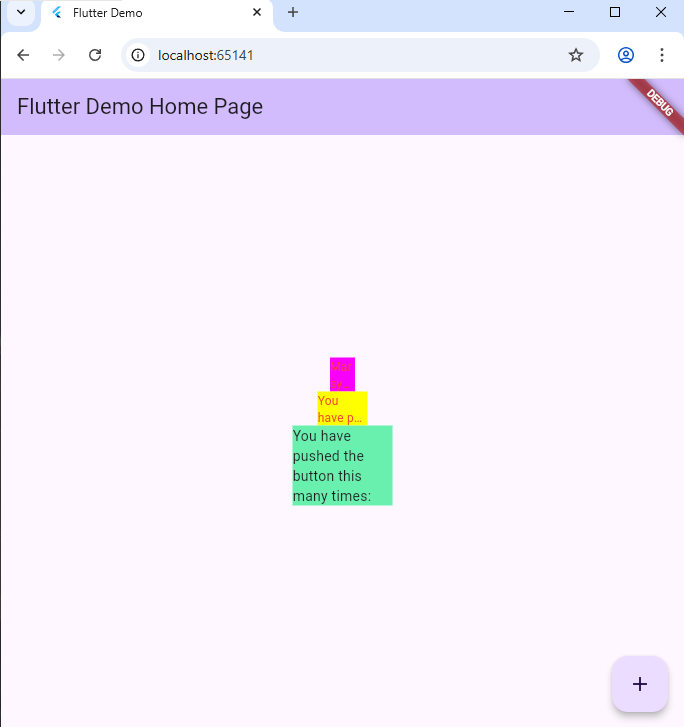 Flutter Demo
localhost:65141
Flutter Demo Home Page
DEBUG
You
have p...
You have
pushed the
button this
many times: